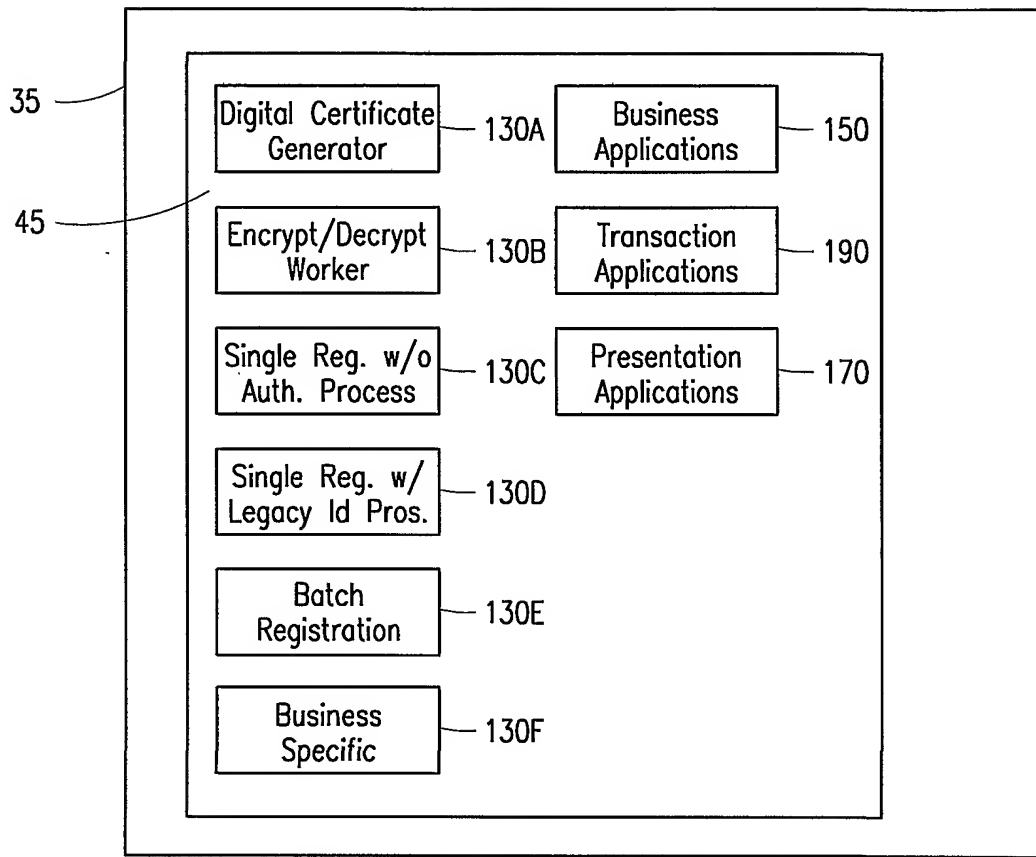 35
45
Digital Certificate
Generator
130A
Business
Applications
150
Encrypt/Decrypt
Worker
130B
Transaction
Applications
190
Single Reg. w/o
Auth. Process
130C
Presentation
Applications
170
Single Reg. w/
Legacy Id Pros.
130D
Batch
Registration
130E
Business
Specific
130F